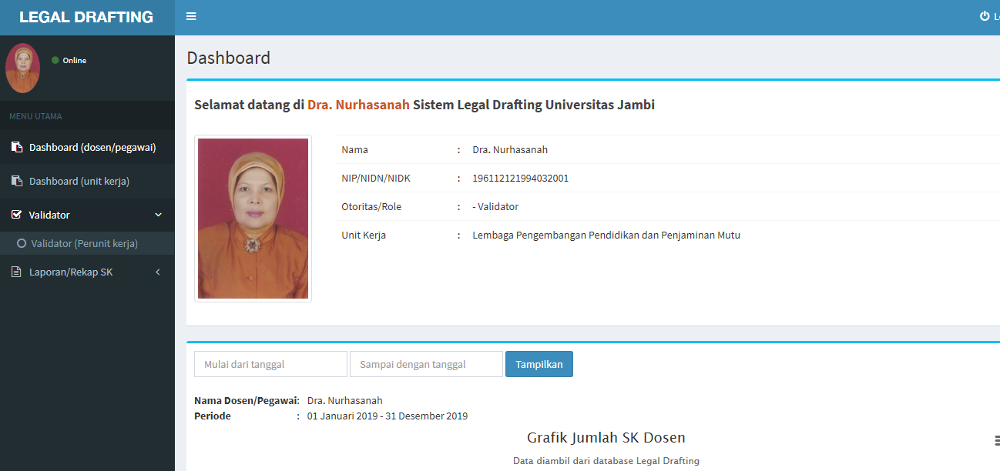 LEGAL DRAFTING
Online
MENU UTAMA
Dashboard (dosen/pegawai)
Dashboard (unit kerja)
Validator
Validator (Perunit kerja)
Laporan/Rekap SK
Dashboard
Selamat datang di Dra. Nurhasanah Sistem Legal Drafting Universitas Jambi
Nama : Dra. Nurhasanah
NIP/NIDN/NIDK : 196112121994032001
Otoritas/Role : - Validator
Unit Kerja : Lembaga Pengembangan Pendidikan dan Penjaminan Mutu
Mulai dari tanggal Sampai dengan tanggal Tampilkan
Nama Dosen/Pegawai: Dra. Nurhasanah
Periode : 01 Januari 2019 - 31 Desember 2019
Grafik Jumlah SK Dosen
Data diambil dari database Legal Drafting